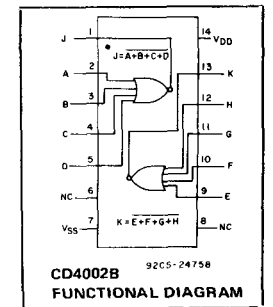 J 1
14 VDD
J=A+B+C+D
A 2
13 K
B 3
12 H
C 4
11 G
D 5
10 F
NC 6
9 E
VSS 7
K=E+F+G+H
8 NC
92CS-24758
CD4002B
FUNCTIONAL DIAGRAM